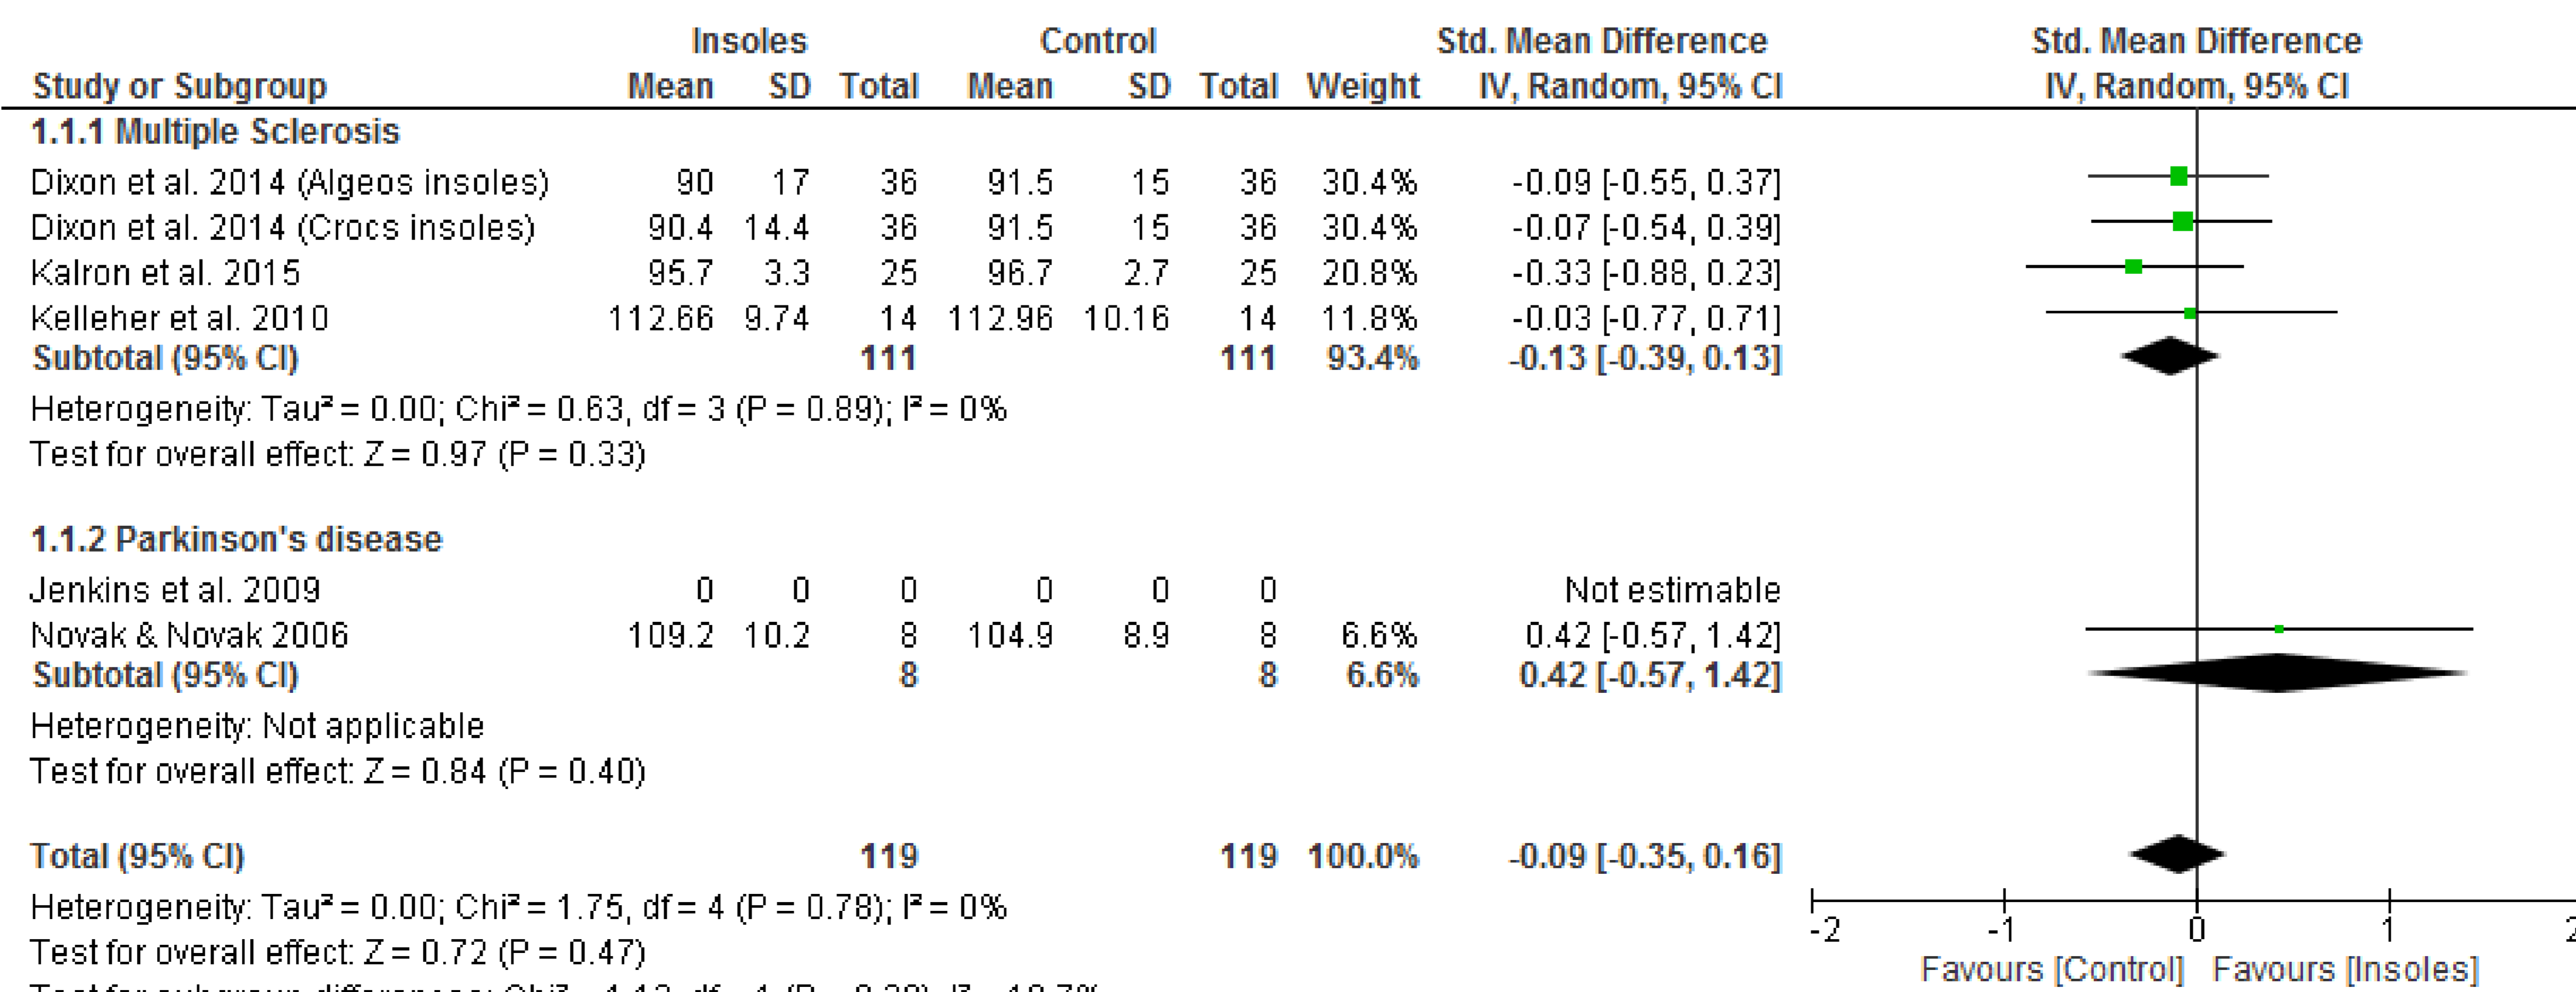 Insoles Control Std. Mean Difference Std. Mean Difference
Study or Subgroup Mean SD Total Mean SD Total Weight IV, Random, 95% CI IV, Random, 95% CI
1.1.1 Multiple Sclerosis
Dixon et al. 2014 (Algeos insoles) 90 17 36 91.5 15 36 30.4% -0.09 [-0.55, 0.37]
Dixon et al. 2014 (Crocs insoles) 90.4 14.4 36 91.5 15 36 30.4% -0.07 [-0.54, 0.39]
Kalron et al. 2015 95.7 3.3 25 96.7 2.7 25 20.8% -0.33 [-0.88, 0.23]
Kelleher et al. 2010 112.66 9.74 14 112.96 10.16 14 11.8% -0.03 [-0.77, 0.71]
Subtotal (95% CI) 111 111 93.4% -0.13 [-0.39, 0.13]
Heterogeneity: Tau² = 0.00; Chi² = 0.63, df = 3 (P = 0.89); I² = 0%
Test for overall effect: Z = 0.97 (P = 0.33)
1.1.2 Parkinson's disease
Jenkins et al. 2009 0 0 0 0 0 0 Not estimable
Novak & Novak 2006 109.2 10.2 8 104.9 8.9 8 6.6% 0.42 [-0.57, 1.42]
Subtotal (95% CI) 8 8 6.6% 0.42 [-0.57, 1.42]
Heterogeneity: Not applicable
Test for overall effect: Z = 0.84 (P = 0.40)
Total (95% CI) 119 119 100.0% -0.09 [-0.35, 0.16]
Heterogeneity: Tau² = 0.00; Chi² = 1.75, df = 4 (P = 0.78); I² = 0%
-2 -1 0 1 2
Test for overall effect: Z = 0.72 (P = 0.47)
Favours [Control] Favours [Insoles]